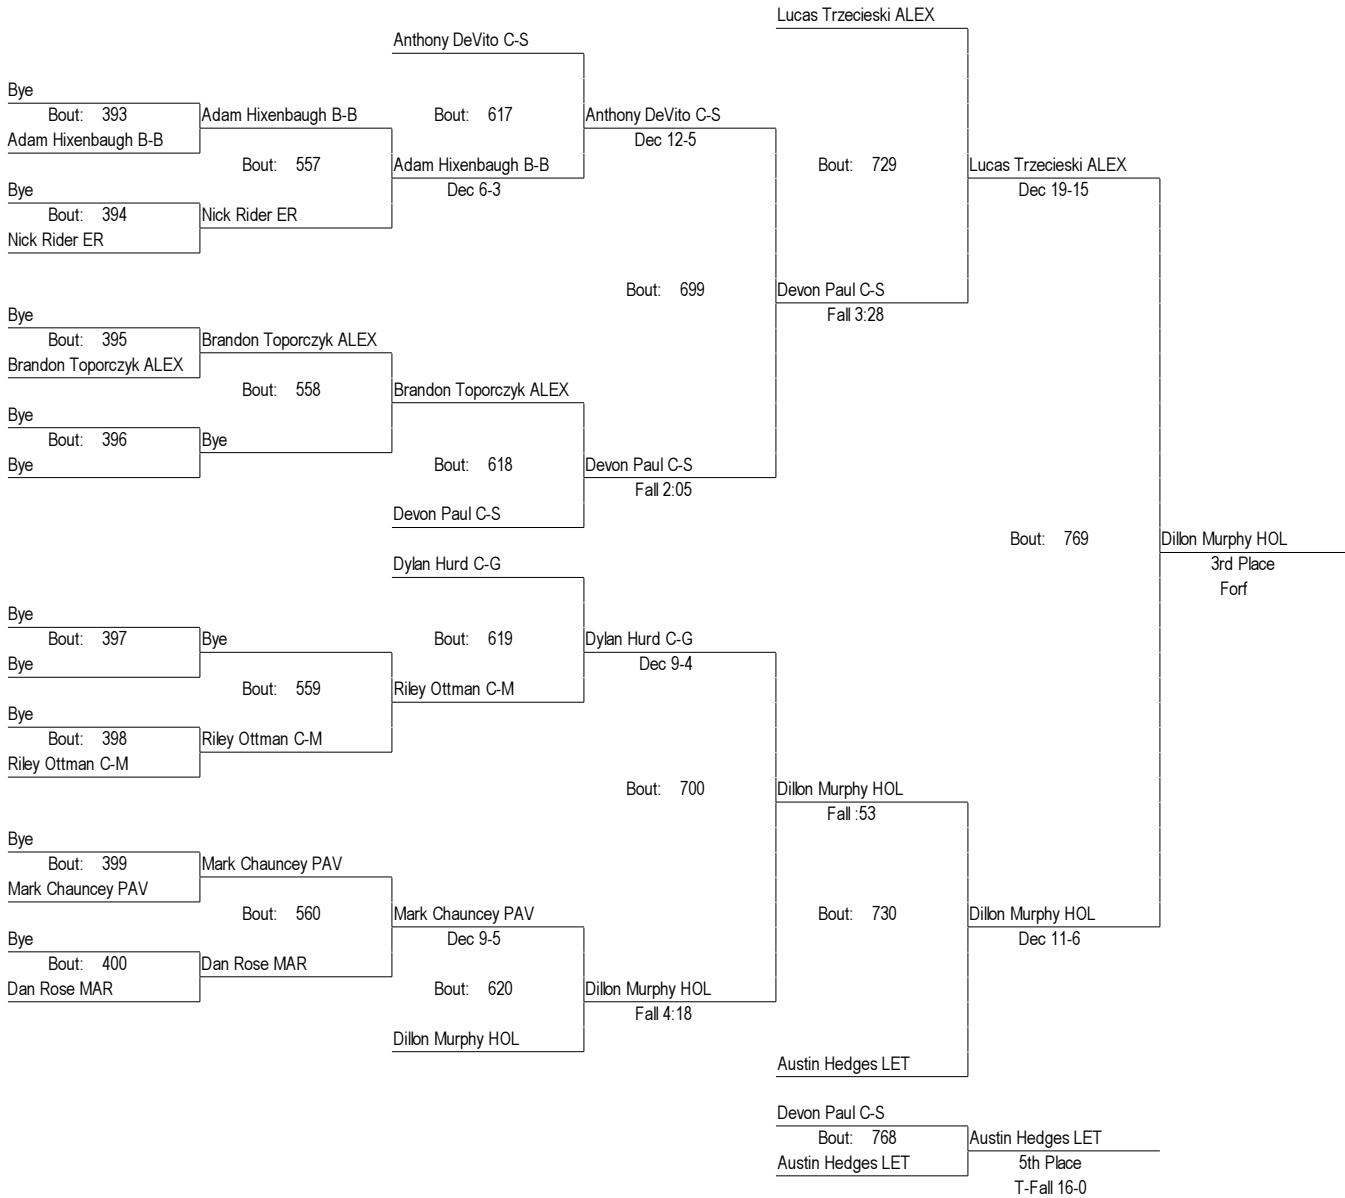 Lucas Trzecieski ALEX
Anthony DeVito C-S
Bye
Bout: 393 Adam Hixenbaugh B-B Bout: 617 Anthony DeVito C-S
Adam Hixenbaugh B-B Dec 12-5
Bout: 557 Adam Hixenbaugh B-B Bout: 729 Lucas Trzecieski ALEX
Bye Dec 6-3 Dec 19-15
Bout: 394 Nick Rider ER
Nick Rider ER
Bout: 699 Devon Paul C-S
Bye Fall 3:28
Bout: 395 Brandon Toporczyk ALEX
Brandon Toporczyk ALEX
Bout: 558 Brandon Toporczyk ALEX
Bye
Bout: 396 Bye
Bye Bout: 618 Devon Paul C-S
Fall 2:05
Devon Paul C-S
Bout: 769 Dillon Murphy HOL
Dylan Hurd C-G 3rd Place
Forf
Bye
Bout: 397 Bye Bout: 619 Dylan Hurd C-G
Bye Dec 9-4
Bout: 559 Riley Ottman C-M
Bye
Bout: 398 Riley Ottman C-M
Riley Ottman C-M
Bout: 700 Dillon Murphy HOL
Fall :53
Bye
Bout: 399 Mark Chauncey PAV
Mark Chauncey PAV
Bout: 560 Mark Chauncey PAV Bout: 730 Dillon Murphy HOL
Bye Dec 9-5 Dec 11-6
Bout: 400 Dan Rose MAR
Dan Rose MAR Bout: 620 Dillon Murphy HOL
Fall 4:18
Dillon Murphy HOL
Austin Hedges LET
Devon Paul C-S
Bout: 768 Austin Hedges LET
Austin Hedges LET 5th Place
T-Fall 16-0